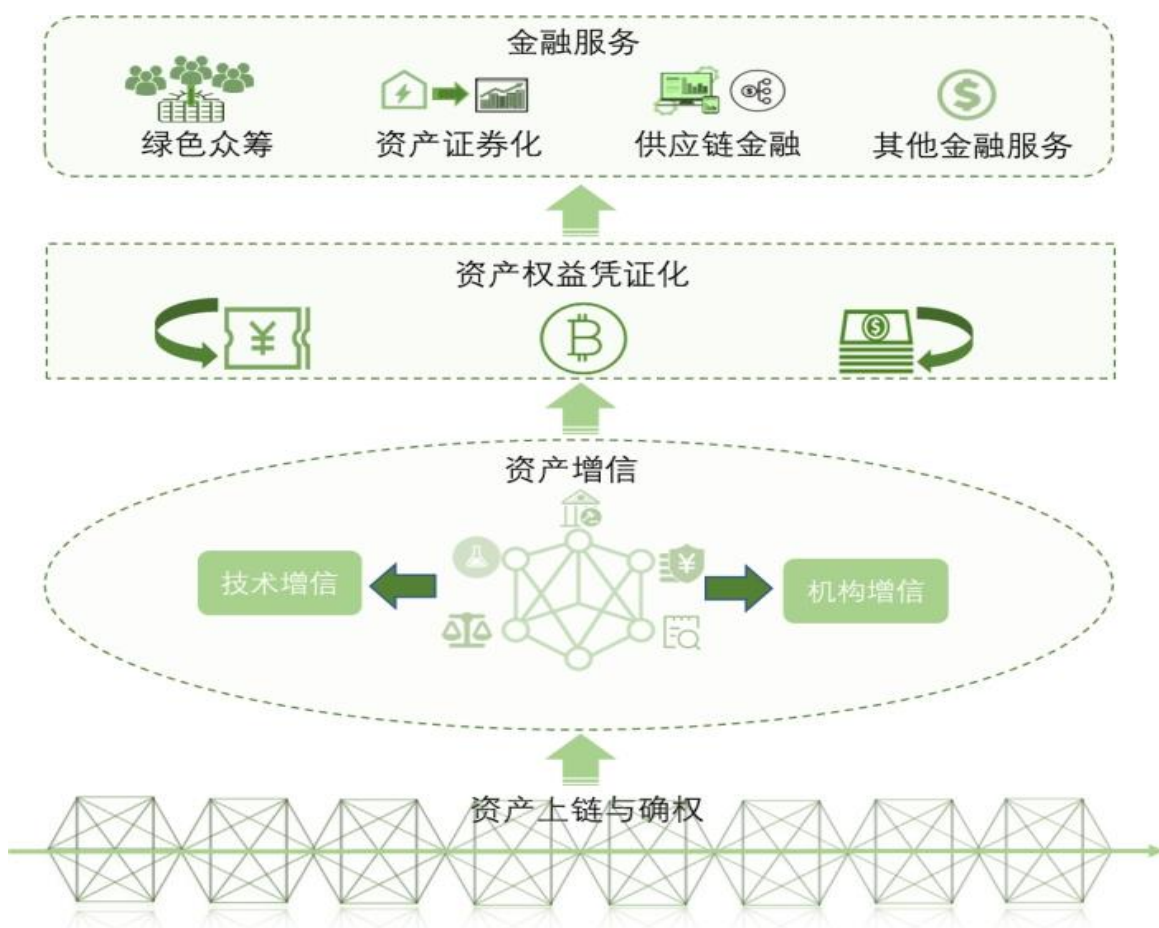 金融服务
绿色众筹
资产证券化
供应链金融
其他金融服务
资产权益凭证化
资产增信
技术增信
机构增信
资产上链与确权